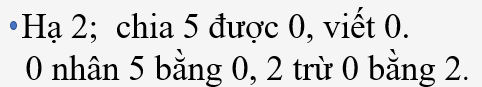 •Hạ 2;  chia 5 được 0, viết 0.
0 nhân 5 bằng 0, 2 trừ 0 bằng 2.